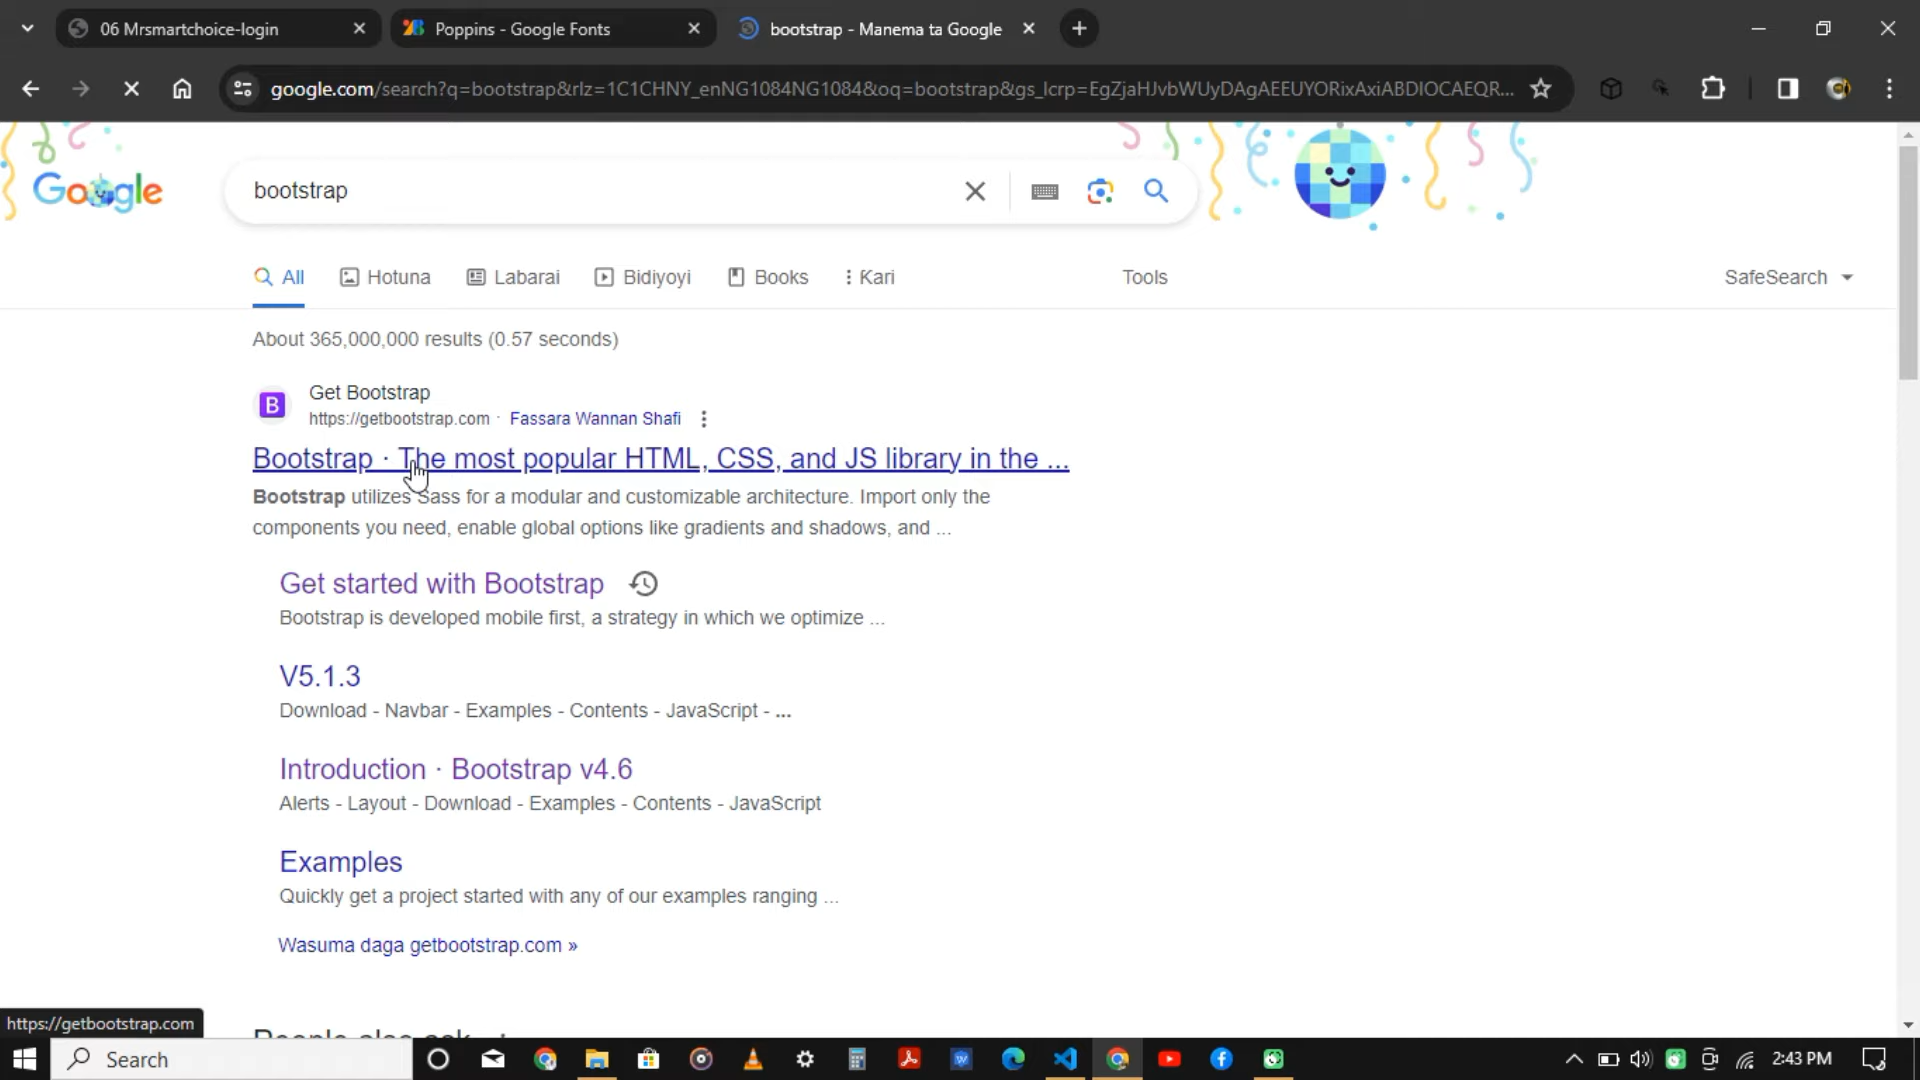 06 Mrsmartchoice-login
Poppins - Google Fonts
bootstrap - Manema ta Google
google.com/search?q=bootstrap&rlz=1C1CHNY_enNG1084NG1084&oq=bootstrap&gs_lcrp=EgZjaHJvbWUyDAgAEEUYORixAxiABDIOCAEQR...
Google
bootstrap
All
Hotuna
Labarai
Bidiyoyi
Books
Kari
Tools
SafeSearch
About 365,000,000 results (0.57 seconds)
B
Get Bootstrap
https://getbootstrap.com · Fassara Wannan Shafi
Bootstrap · The most popular HTML, CSS, and JS library in the ...
Bootstrap utilizes Sass for a modular and customizable architecture. Import only the
components you need, enable global options like gradients and shadows, and ...
Get started with Bootstrap
Bootstrap is developed mobile first, a strategy in which we optimize ...
V5.1.3
Download - Navbar - Examples - Contents - JavaScript - ...
Introduction · Bootstrap v4.6
Alerts - Layout - Download - Examples - Contents - JavaScript
Examples
Quickly get a project started with any of our examples ranging ...
Wasuma daga getbootstrap.com »
https://getbootstrap.com
People also ask
Search
2:43 PM